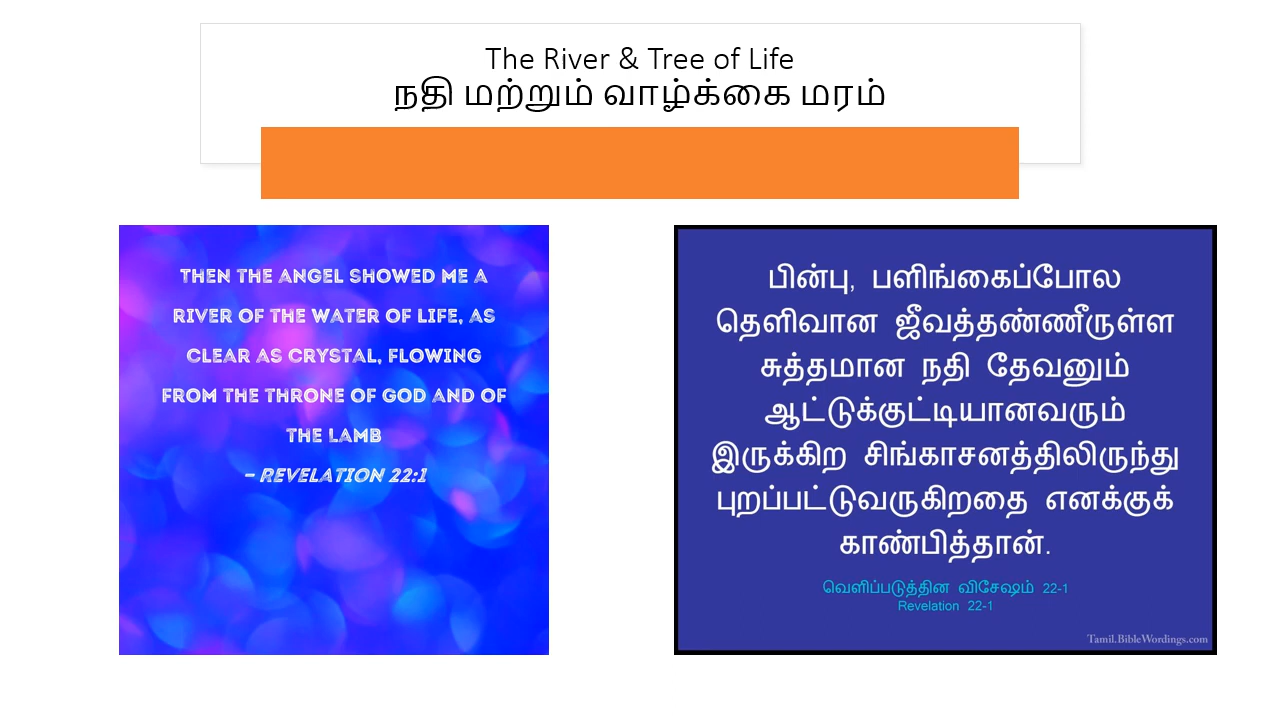 The River & Tree of Life
நதி மற்றும் வாழ்க்கை மரம்
THEN THE ANGEL SHOWED ME A
RIVER OF THE WATER OF LIFE, AS
CLEAR AS CRYSTAL, FLOWING
FROM THE THRONE OF GOD AND OF
THE LAMB
– REVELATION 22:1
பின்பு, பளிங்கைப்போல
தெளிவான ஜீவத்தண்ணீருள்ள
சுத்தமான நதி தேவனும்
ஆட்டுக்குட்டியானவரும்
இருக்கிற சிங்காசனத்திலிருந்து
புறப்பட்டுவருகிறதை எனக்குக்
காண்பித்தான்.
வெளிப்படுத்தின விசேஷம் 22-1
Revelation 22-1
Tamil.BibleWordings.com